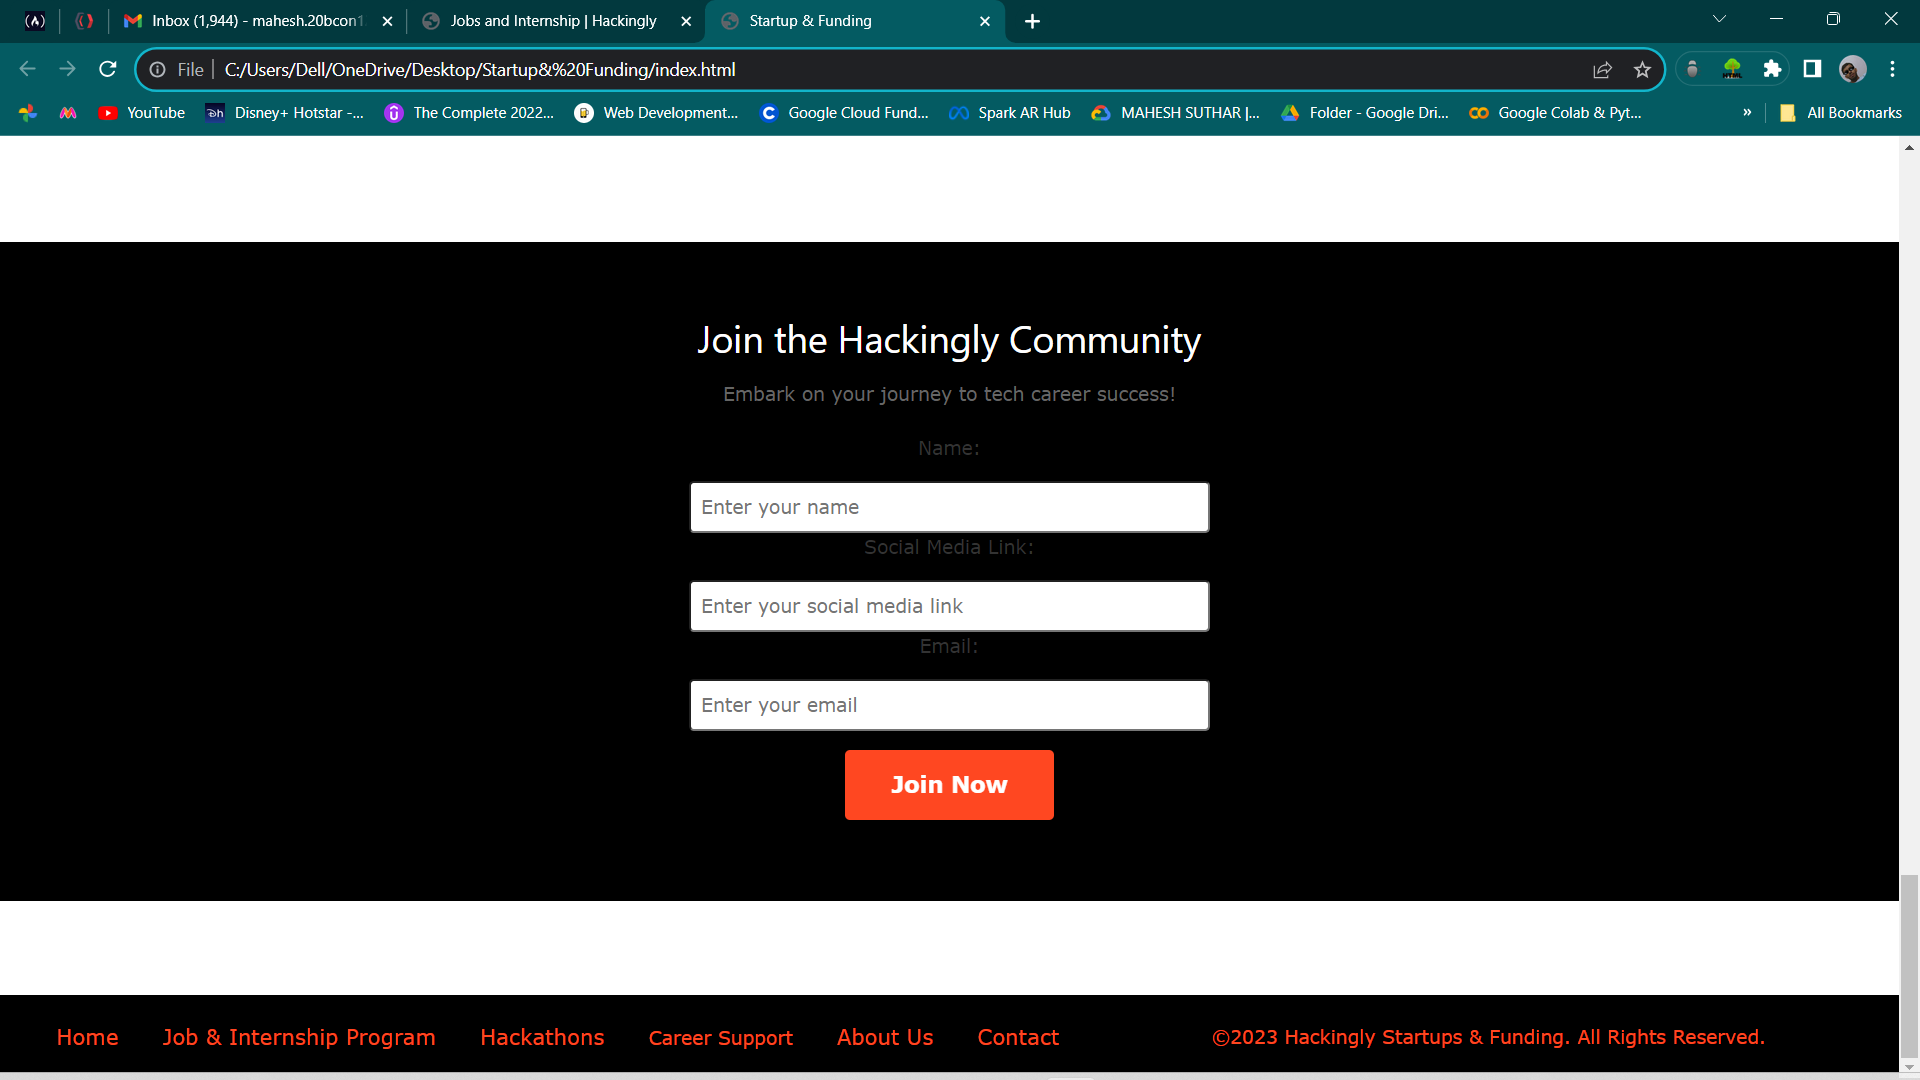 Inbox (1,944) - mahesh.20bcon1
Jobs and Internship | Hackingly
Startup & Funding
File
C:/Users/Dell/OneDrive/Desktop/Startup&%20Funding/index.html
YouTube
Disney+ Hotstar -...
The Complete 2022...
Web Development...
Google Cloud Fund...
Spark AR Hub
MAHESH SUTHAR |...
Folder - Google Dri...
Google Colab & Pyt...
»
All Bookmarks
Join the Hackingly Community
Embark on your journey to tech career success!
Name:
Enter your name
Social Media Link:
Enter your social media link
Email:
Enter your email
Join Now
Home
Job & Internship Program
Hackathons
Career Support
About Us
Contact
©2023 Hackingly Startups & Funding. All Rights Reserved.